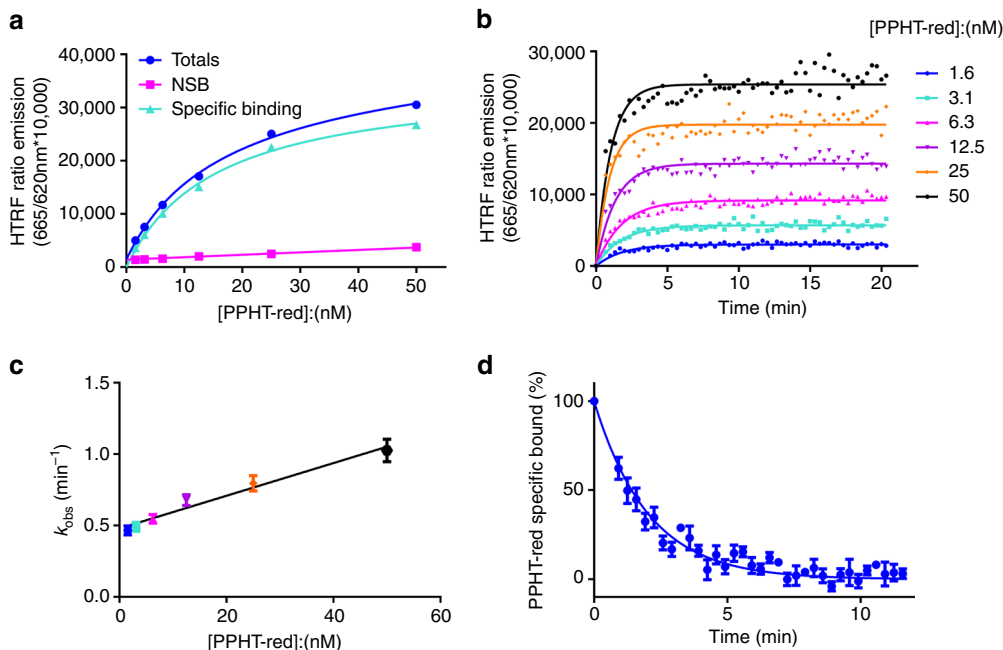 a
40,000
30,000
20,000
10,000
0
0 10 20 30 40 50
HTRF ratio emission
(665/620nm*10,000)
[PPHT-red]:(nM)
Totals
NSB
Specific binding
b
30,000
20,000
10,000
0
0 5 10 15 20
HTRF ratio emission
(665/620nm*10,000)
Time (min)
[PPHT-red]:(nM)
1.6
3.1
6.3
12.5
25
50
c
1.5
1.0
0.5
0.0
0 20 40 60
k_obs (min⁻¹)
[PPHT-red]:(nM)
d
100
50
0
0 5 10
PPHT-red specific bound (%)
Time (min)